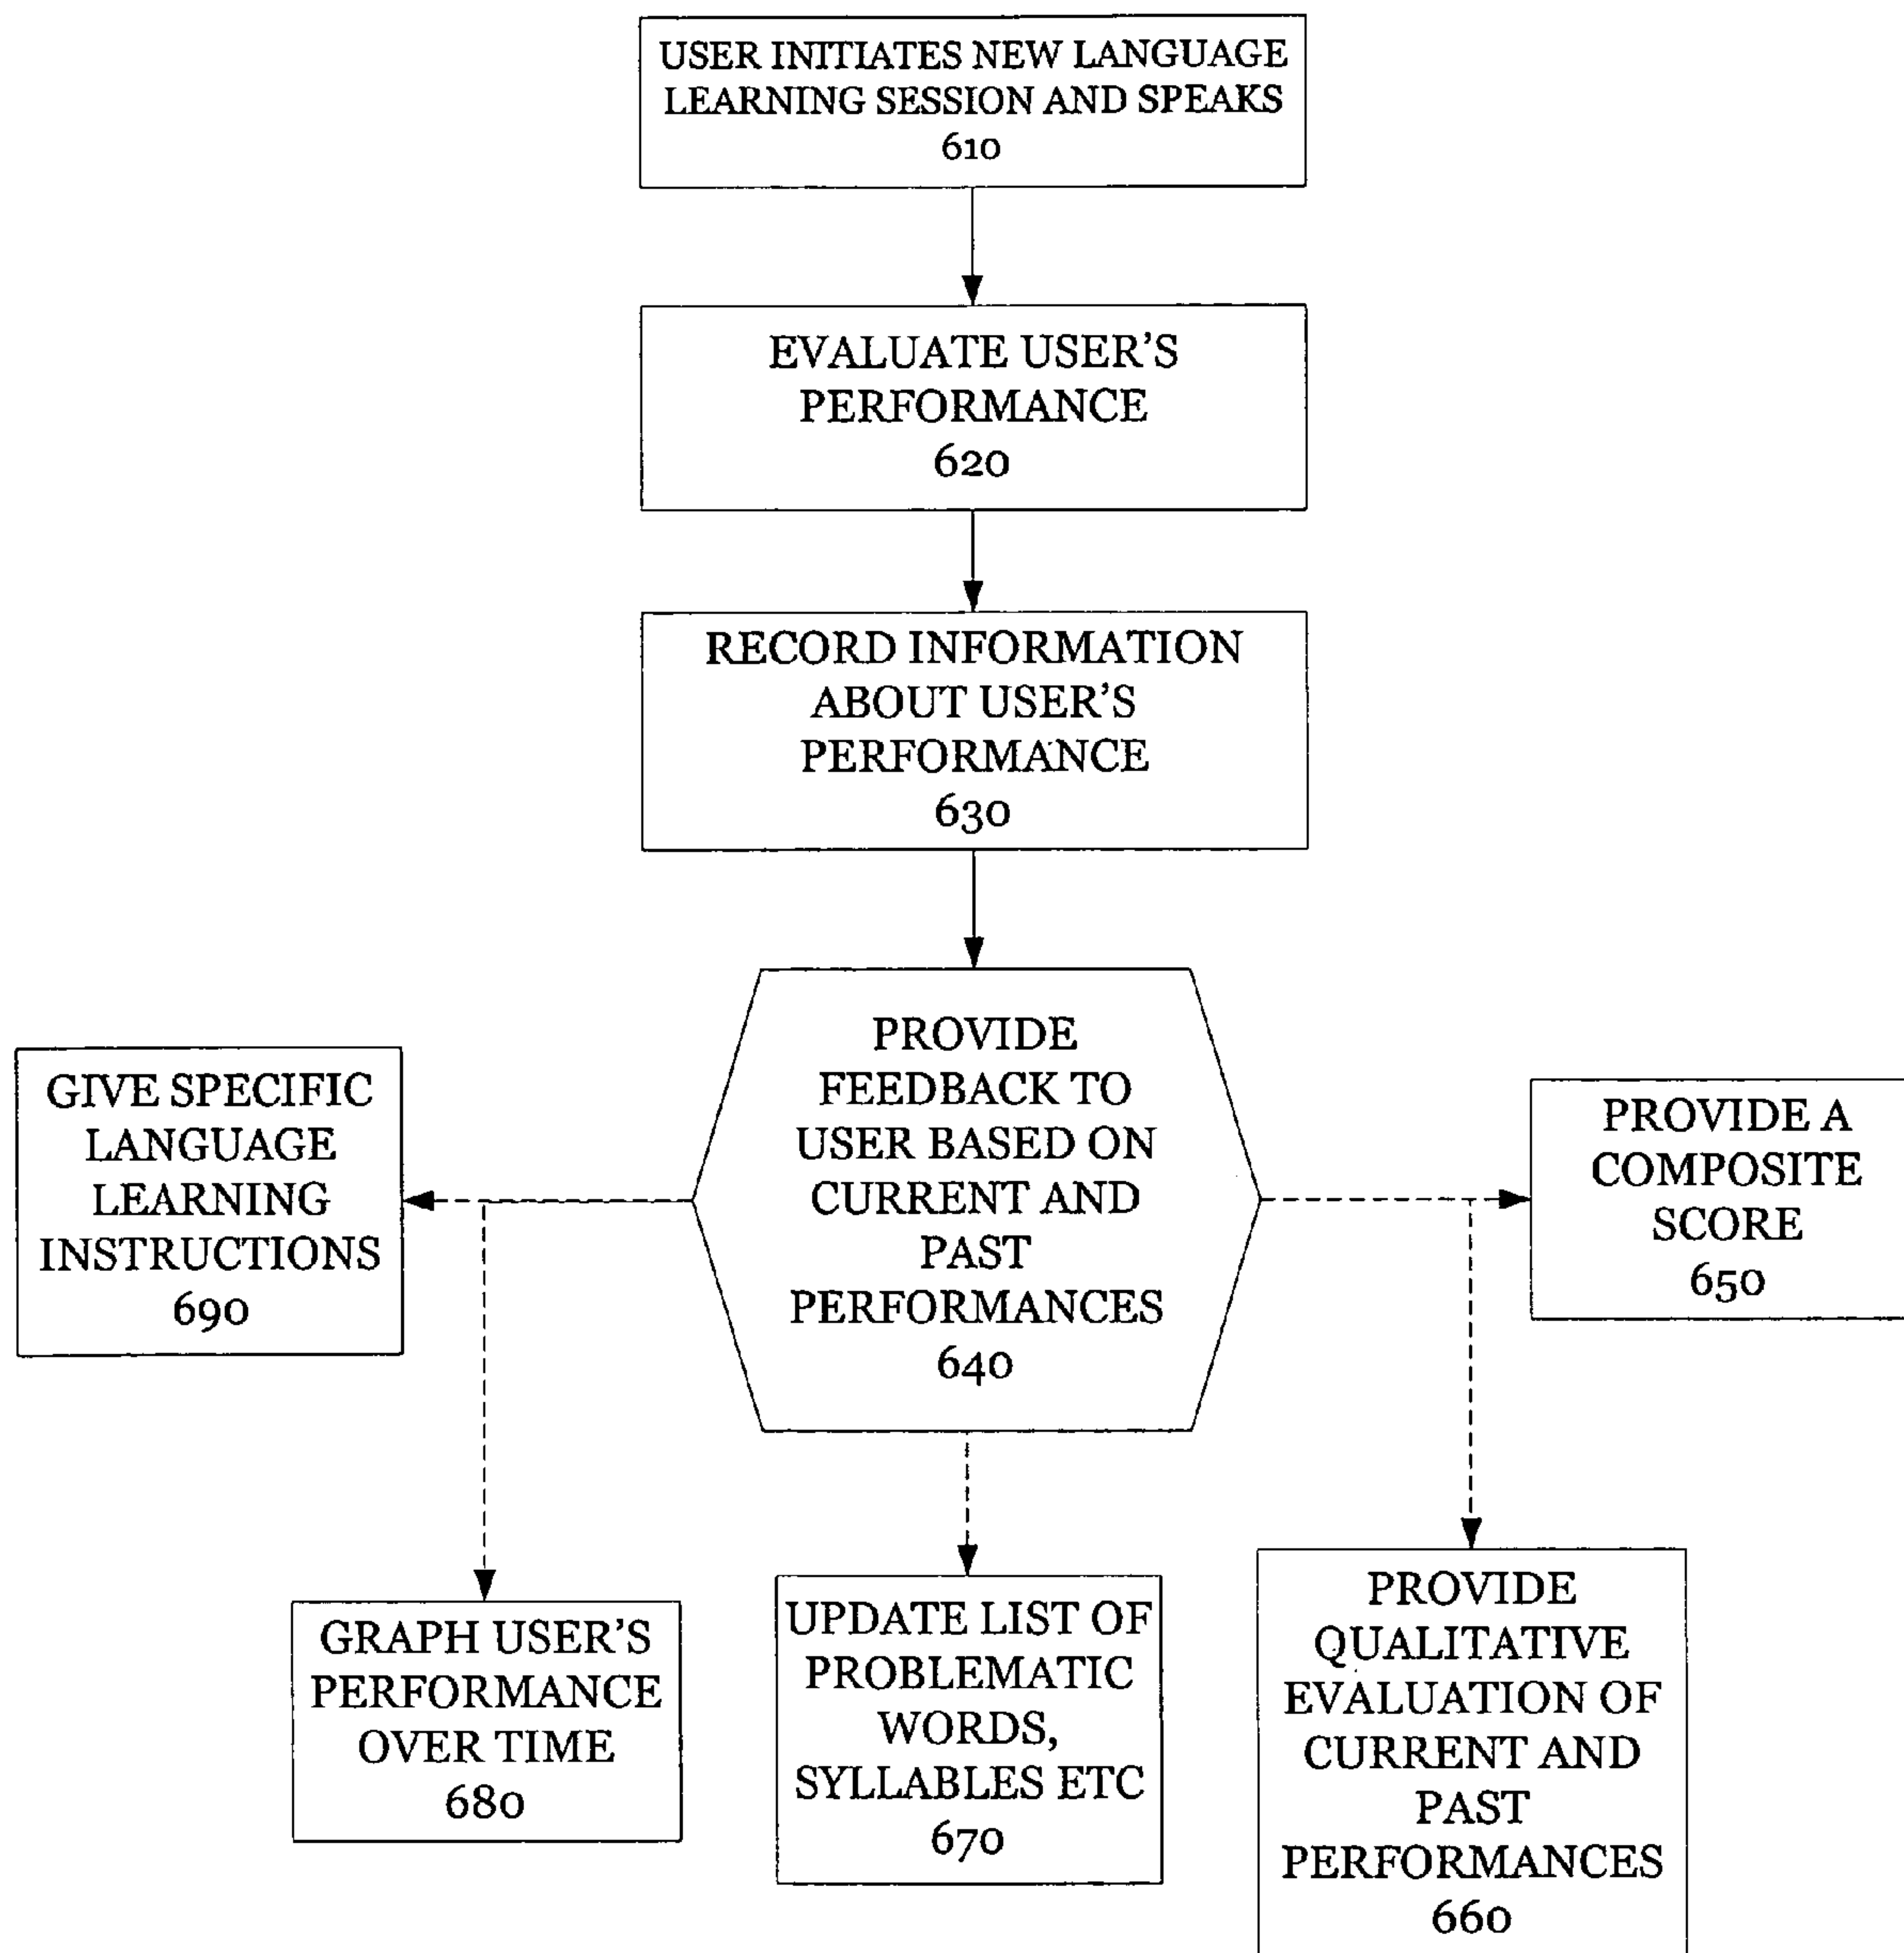 USER INITIATES NEW LANGUAGE
LEARNING SESSION AND SPEAKS
610
EVALUATE USER'S
PERFORMANCE
620
RECORD INFORMATION
ABOUT USER'S
PERFORMANCE
630
PROVIDE
FEEDBACK TO
USER BASED ON
CURRENT AND
PAST
PERFORMANCES
640
GIVE SPECIFIC
LANGUAGE
LEARNING
INSTRUCTIONS
690
PROVIDE A
COMPOSITE
SCORE
650
GRAPH USER'S
PERFORMANCE
OVER TIME
680
UPDATE LIST OF
PROBLEMATIC
WORDS,
SYLLABLES ETC
670
PROVIDE
QUALITATIVE
EVALUATION OF
CURRENT AND
PAST
PERFORMANCES
660